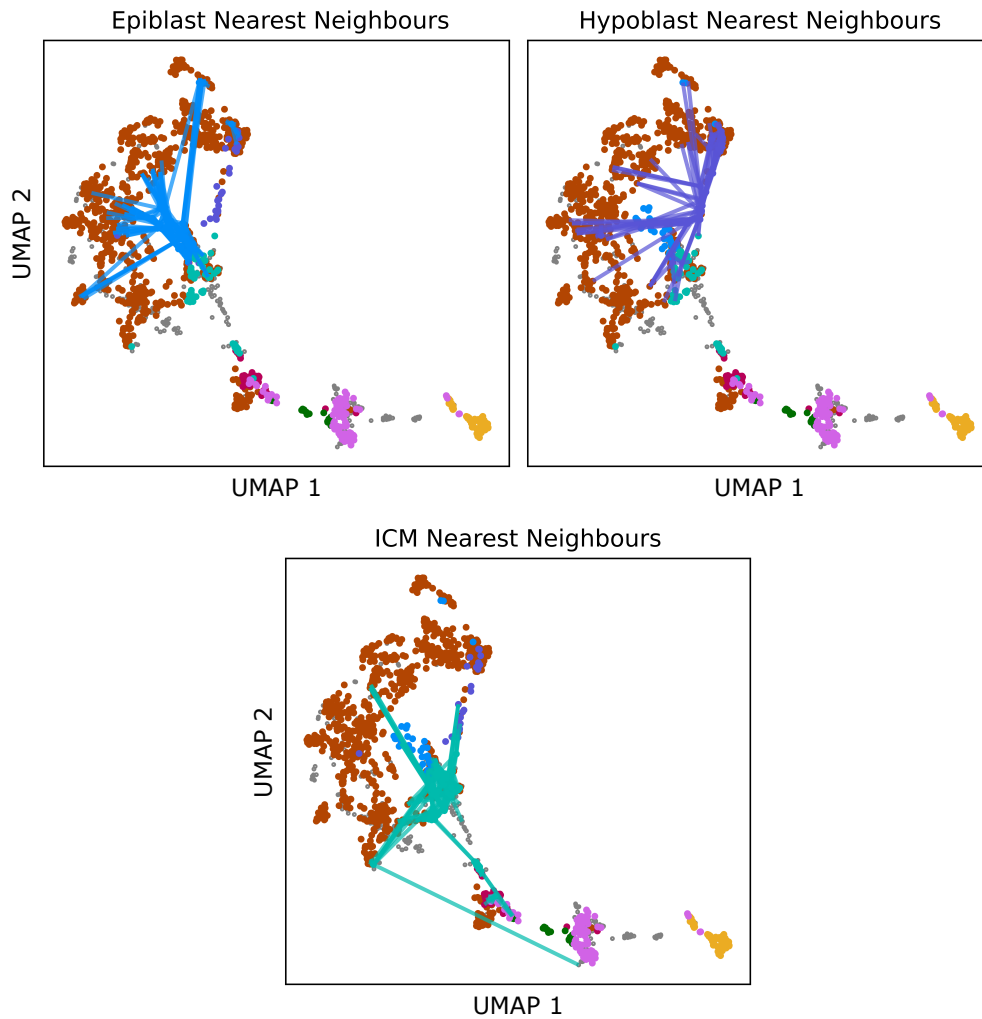 Epiblast Nearest Neighbours
Hypoblast Nearest Neighbours
UMAP 2
UMAP 1
UMAP 1
ICM Nearest Neighbours
UMAP 2
UMAP 1